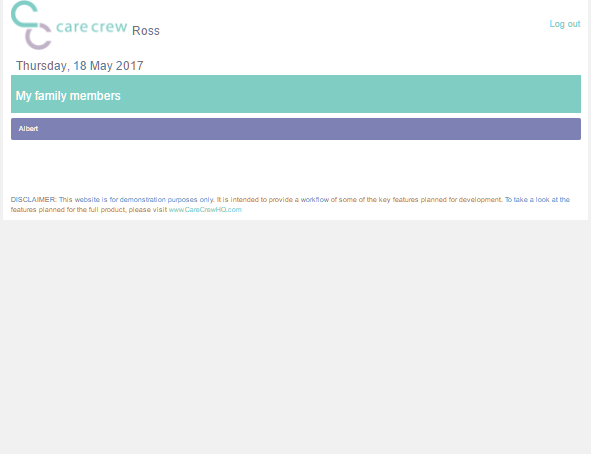 care crew Ross
Log out
Thursday, 18 May 2017
My family members
Albert
DISCLAIMER: This website is for demonstration purposes only. It is intended to provide a workflow of some of the key features planned for development. To take a look at the
features planned for the full product, please visit www.CareCrewHQ.com